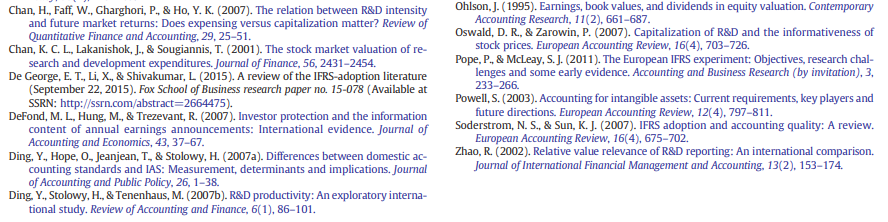 Chan, H., Faff, W., Gharghori, P., & Ho, Y. K. (2007). The relation between R&D intensity
and future market returns: Does expensing versus capitalization matter? Review of
Quantitative Finance and Accounting, 29, 25–51.
Chan, K. C. L., Lakanishok, J., & Sougiannis, T. (2001). The stock market valuation of re-
search and development expenditures. Journal of Finance, 56, 2431–2454.
De George, E. T., Li, X., & Shivakumar, L. (2015). A review of the IFRS-adoption literature
(September 22, 2015). Fox School of Business research paper no. 15-078 (Available at
SSRN: http://ssrn.com/abstract=2664475).
DeFond, M. L., Hung, M., & Trezevant, R. (2007). Investor protection and the information
content of annual earnings announcements: International evidence. Journal of
Accounting and Economics, 43, 37–67.
Ding, Y., Hope, O., Jeanjean, T., & Stolowy, H. (2007a). Differences between domestic ac-
counting standards and IAS: Measurement, determinants and implications. Journal
of Accounting and Public Policy, 26, 1–38.
Ding, Y., Stolowy, H., & Tenenhaus, M. (2007b). R&D productivity: An exploratory interna-
tional study. Review of Accounting and Finance, 6(1), 86–101.
Ohlson, J. (1995). Earnings, book values, and dividends in equity valuation. Contemporary
Accounting Research, 11(2), 661–687.
Oswald, D. R., & Zarowin, P. (2007). Capitalization of R&D and the informativeness of
stock prices. European Accounting Review, 16(4), 703–726.
Pope, P., & McLeay, S. J. (2011). The European IFRS experiment: Objectives, research chal-
lenges and some early evidence. Accounting and Business Research (by invitation), 3,
233–266.
Powell, S. (2003). Accounting for intangible assets: Current requirements, key players and
future directions. European Accounting Review, 12(4), 797–811.
Soderstrom, N. S., & Sun, K. J. (2007). IFRS adoption and accounting quality: A review.
European Accounting Review, 16(4), 675–702.
Zhao, R. (2002). Relative value relevance of R&D reporting: An international comparison.
Journal of International Financial Management and Accounting, 13(2), 153–174.